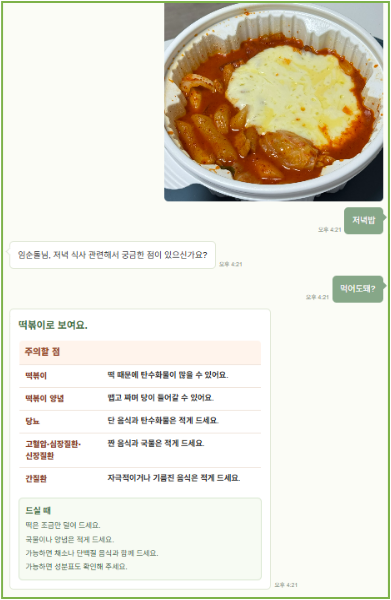 저녁밥
오후 4:21
임순돌님, 저녁 식사 관련해서 궁금한 점이 있으신가요?
오후 4:21
먹어도돼?
오후 4:21
떡볶이로 보여요.
주의할 점
떡볶이 떡 때문에 탄수화물이 많을 수 있어요.
떡볶이 양념 맵고 짜며 당이 들어갈 수 있어요.
당뇨 단 음식과 탄수화물은 적게 드세요.
고혈압·심장질환· 짠 음식과 국물은 적게 드세요.
신장질환
간질환 자극적이거나 기름진 음식은 적게 드세요.
드실 때
떡은 조금만 덜어 드세요.
국물이나 양념은 적게 드세요.
가능하면 채소나 단백질 음식과 함께 드세요.
가능하면 성분표도 확인해 주세요.
오후 4:21